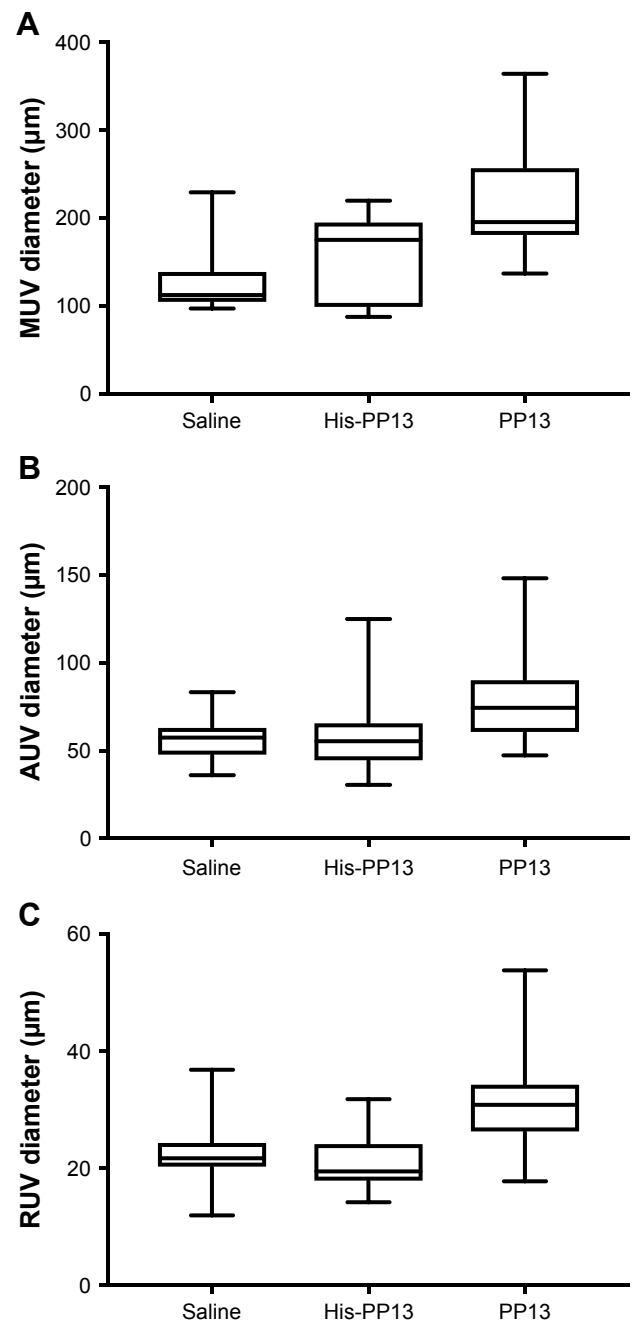 A
MUV diameter (µm)
400
300
200
100
0
Saline His-PP13 PP13
B
AUV diameter (µm)
200
150
100
50
0
Saline His-PP13 PP13
C
RUV diameter (µm)
60
40
20
0
Saline His-PP13 PP13